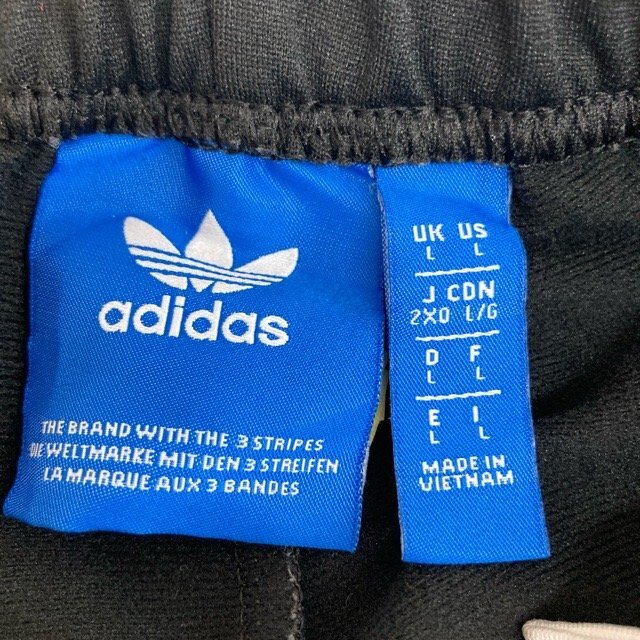 adidas
THE BRAND WITH THE 3 STRIPES
DIE WELTMARKE MIT DEN 3 STREIFEN
LA MARQUE AUX 3 BANDES
UK US
L L
J CDN
2XO L/G
D F
L L
E I
L L
MADE IN
VIETNAM